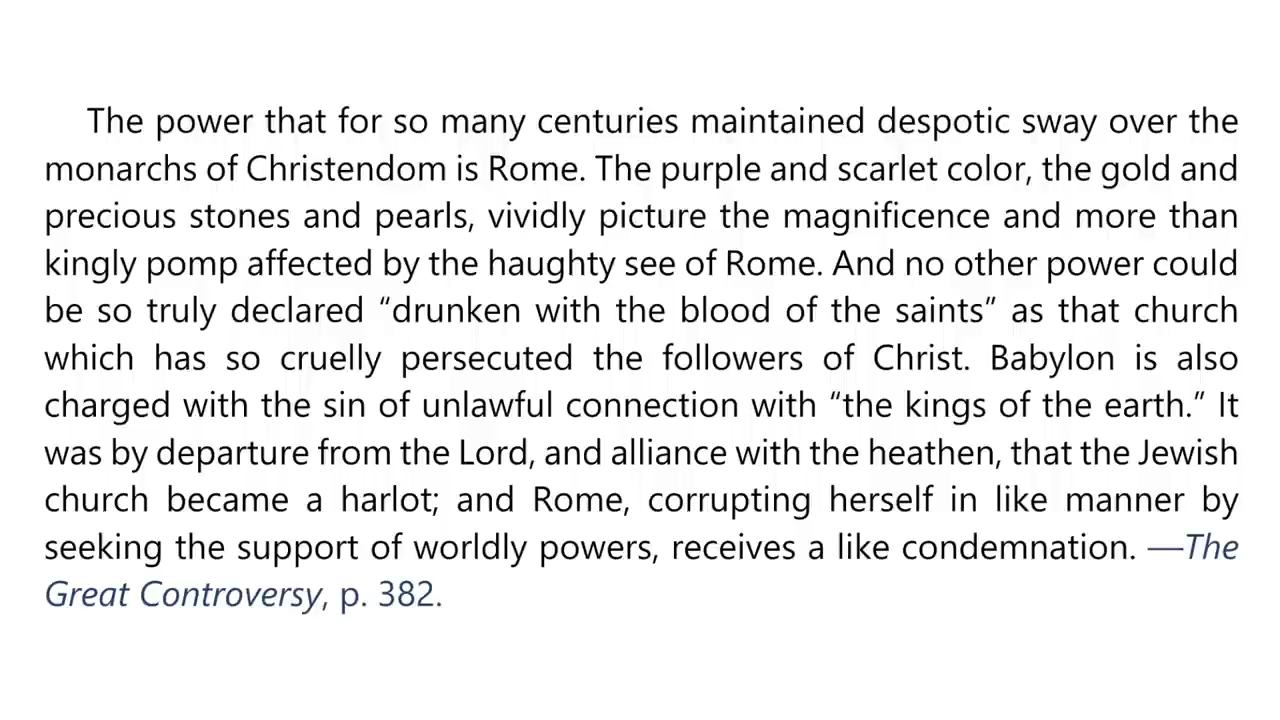 The power that for so many centuries maintained despotic sway over the
monarchs of Christendom is Rome. The purple and scarlet color, the gold and
precious stones and pearls, vividly picture the magnificence and more than
kingly pomp affected by the haughty see of Rome. And no other power could
be so truly declared “drunken with the blood of the saints” as that church
which has so cruelly persecuted the followers of Christ. Babylon is also
charged with the sin of unlawful connection with “the kings of the earth.” It
was by departure from the Lord, and alliance with the heathen, that the Jewish
church became a harlot; and Rome, corrupting herself in like manner by
seeking the support of worldly powers, receives a like condemnation. —The
Great Controversy, p. 382.